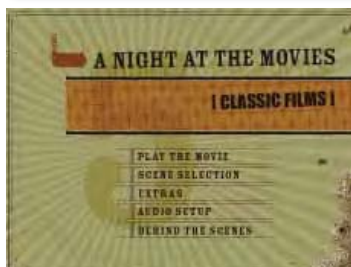 A NIGHT AT THE MOVIES
| CLASSIC FILMS |
PLAY THE MOVIE
SCENE SELECTION
EXTRAS
AUDIO SETUP
BEHIND THE SCENES